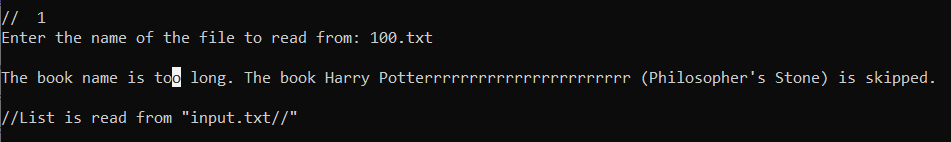 //  1
Enter the name of the file to read from: 100.txt
The book name is too long. The book Harry Potterrrrrrrrrrrrrrrrrrrrrrrr (Philosopher's Stone) is skipped.
//List is read from "input.txt//"